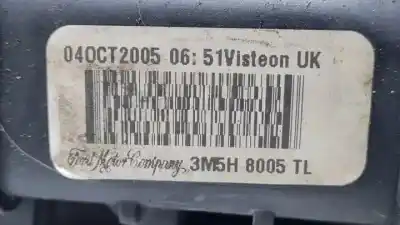 04OCT2005 06: 51Visteon UK
Ford Motor Company, 3M5H 8005 TL